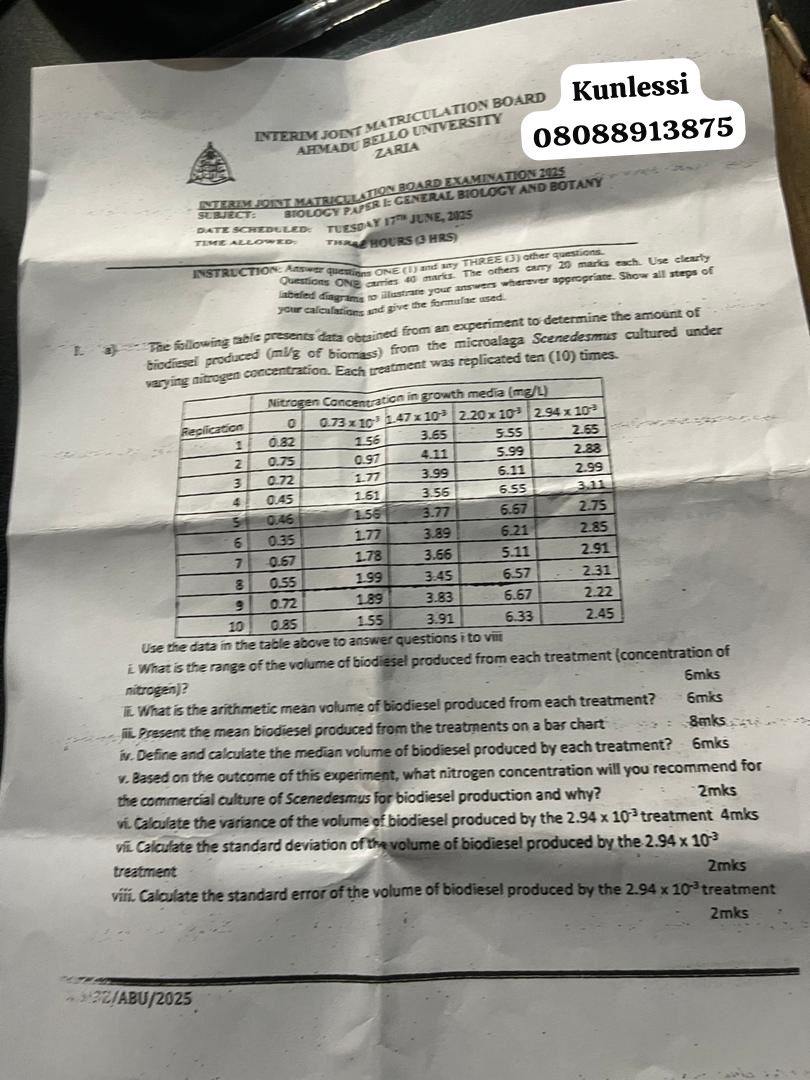 Kunlessi
08088913875
INTERIM JOINT MATRICULATION BOARD
AHMADU BELLO UNIVERSITY
ZARIA
INTERIM JOINT MATRICULATION BOARD EXAMINATION 2025
SUBJECT: BIOLOGY PAPER I: GENERAL BIOLOGY AND BOTANY
DATE SCHEDULED: TUESDAY 17TH JUNE, 2025
TIME ALLOWED: THREE HOURS (3 HRS)
INSTRUCTION: Answer questions ONE (1) and any THREE (3) other questions.
Questions ONE carries 40 marks. The others carry 20 marks each. Use clearly
labeled diagrams to illustrate your answers wherever appropriate. Show all steps of
your calculations and give the formulae used.
1. a) The following table presents data obtained from an experiment to determine the amount of
biodiesel produced (ml/g of biomass) from the microalaga Scenedesmus cultured under
varying nitrogen concentration. Each treatment was replicated ten (10) times.
Nitrogen Concentration in growth media (mg/L)
Replication 0 0.73 x 10⁻³ 1.47 x 10⁻³ 2.20 x 10⁻³ 2.94 x 10⁻³
1 0.82 1.56 3.65 5.55 2.65
2 0.75 0.97 4.11 5.99 2.88
3 0.72 1.77 3.99 6.11 2.99
4 0.45 1.61 3.56 6.55 3.11
5 0.46 1.56 3.77 6.67 2.75
6 0.35 1.77 3.89 6.21 2.85
7 0.67 1.78 3.66 5.11 2.91
8 0.55 1.99 3.45 6.57 2.31
9 0.72 1.89 3.83 6.67 2.22
10 0.85 1.55 3.91 6.33 2.45
Use the data in the table above to answer questions i to viii
i. What is the range of the volume of biodiesel produced from each treatment (concentration of
nitrogen)? 6mks
ii. What is the arithmetic mean volume of biodiesel produced from each treatment? 6mks
iii. Present the mean biodiesel produced from the treatments on a bar chart 8mks
iv. Define and calculate the median volume of biodiesel produced by each treatment? 6mks
v. Based on the outcome of this experiment, what nitrogen concentration will you recommend for
the commercial culture of Scenedesmus for biodiesel production and why? 2mks
vi. Calculate the variance of the volume of biodiesel produced by the 2.94 x 10⁻³ treatment 4mks
vii. Calculate the standard deviation of the volume of biodiesel produced by the 2.94 x 10⁻³
treatment 2mks
viii. Calculate the standard error of the volume of biodiesel produced by the 2.94 x 10⁻³ treatment
2mks
/ABU/2025